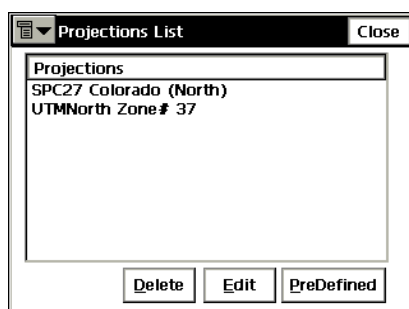 Projections List Close
Projections
SPC27 Colorado (North)
UTMNorth Zone# 37
Delete Edit PreDefined